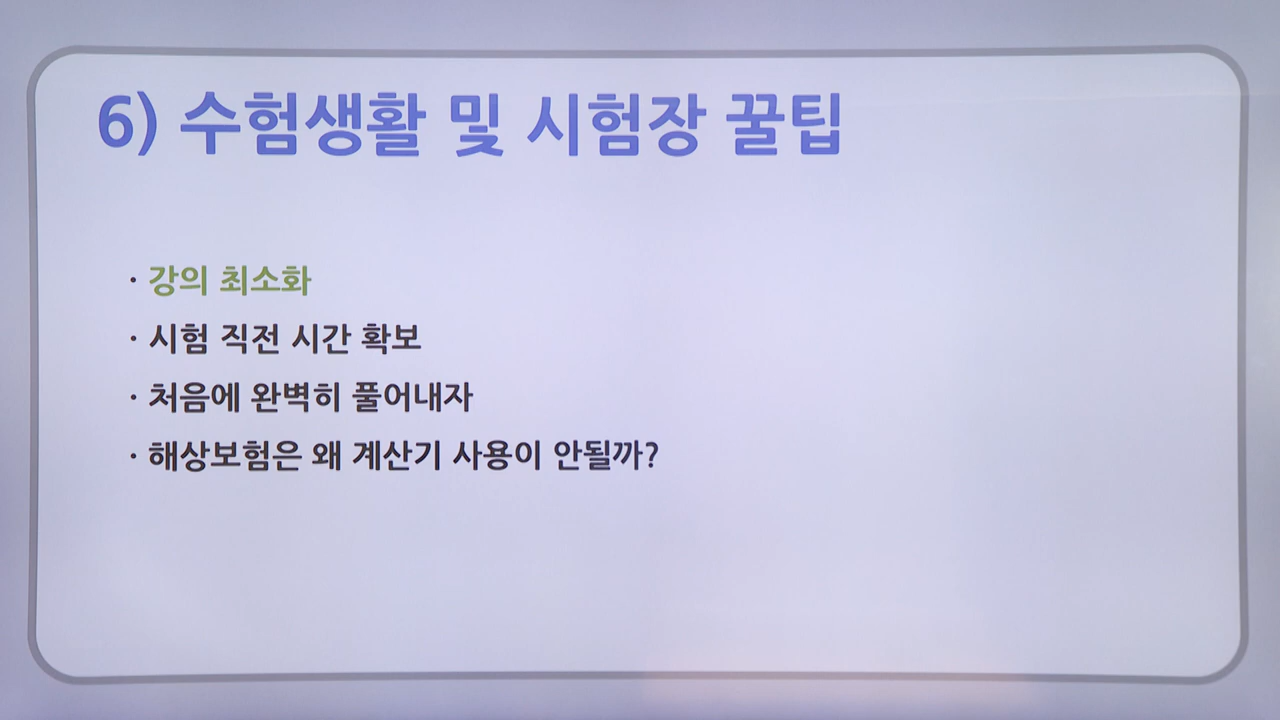 6) 수험생활 및 시험장 꿀팁
· 강의 최소화
· 시험 직전 시간 확보
· 처음에 완벽히 풀어내자
· 해상보험은 왜 계산기 사용이 안될까?